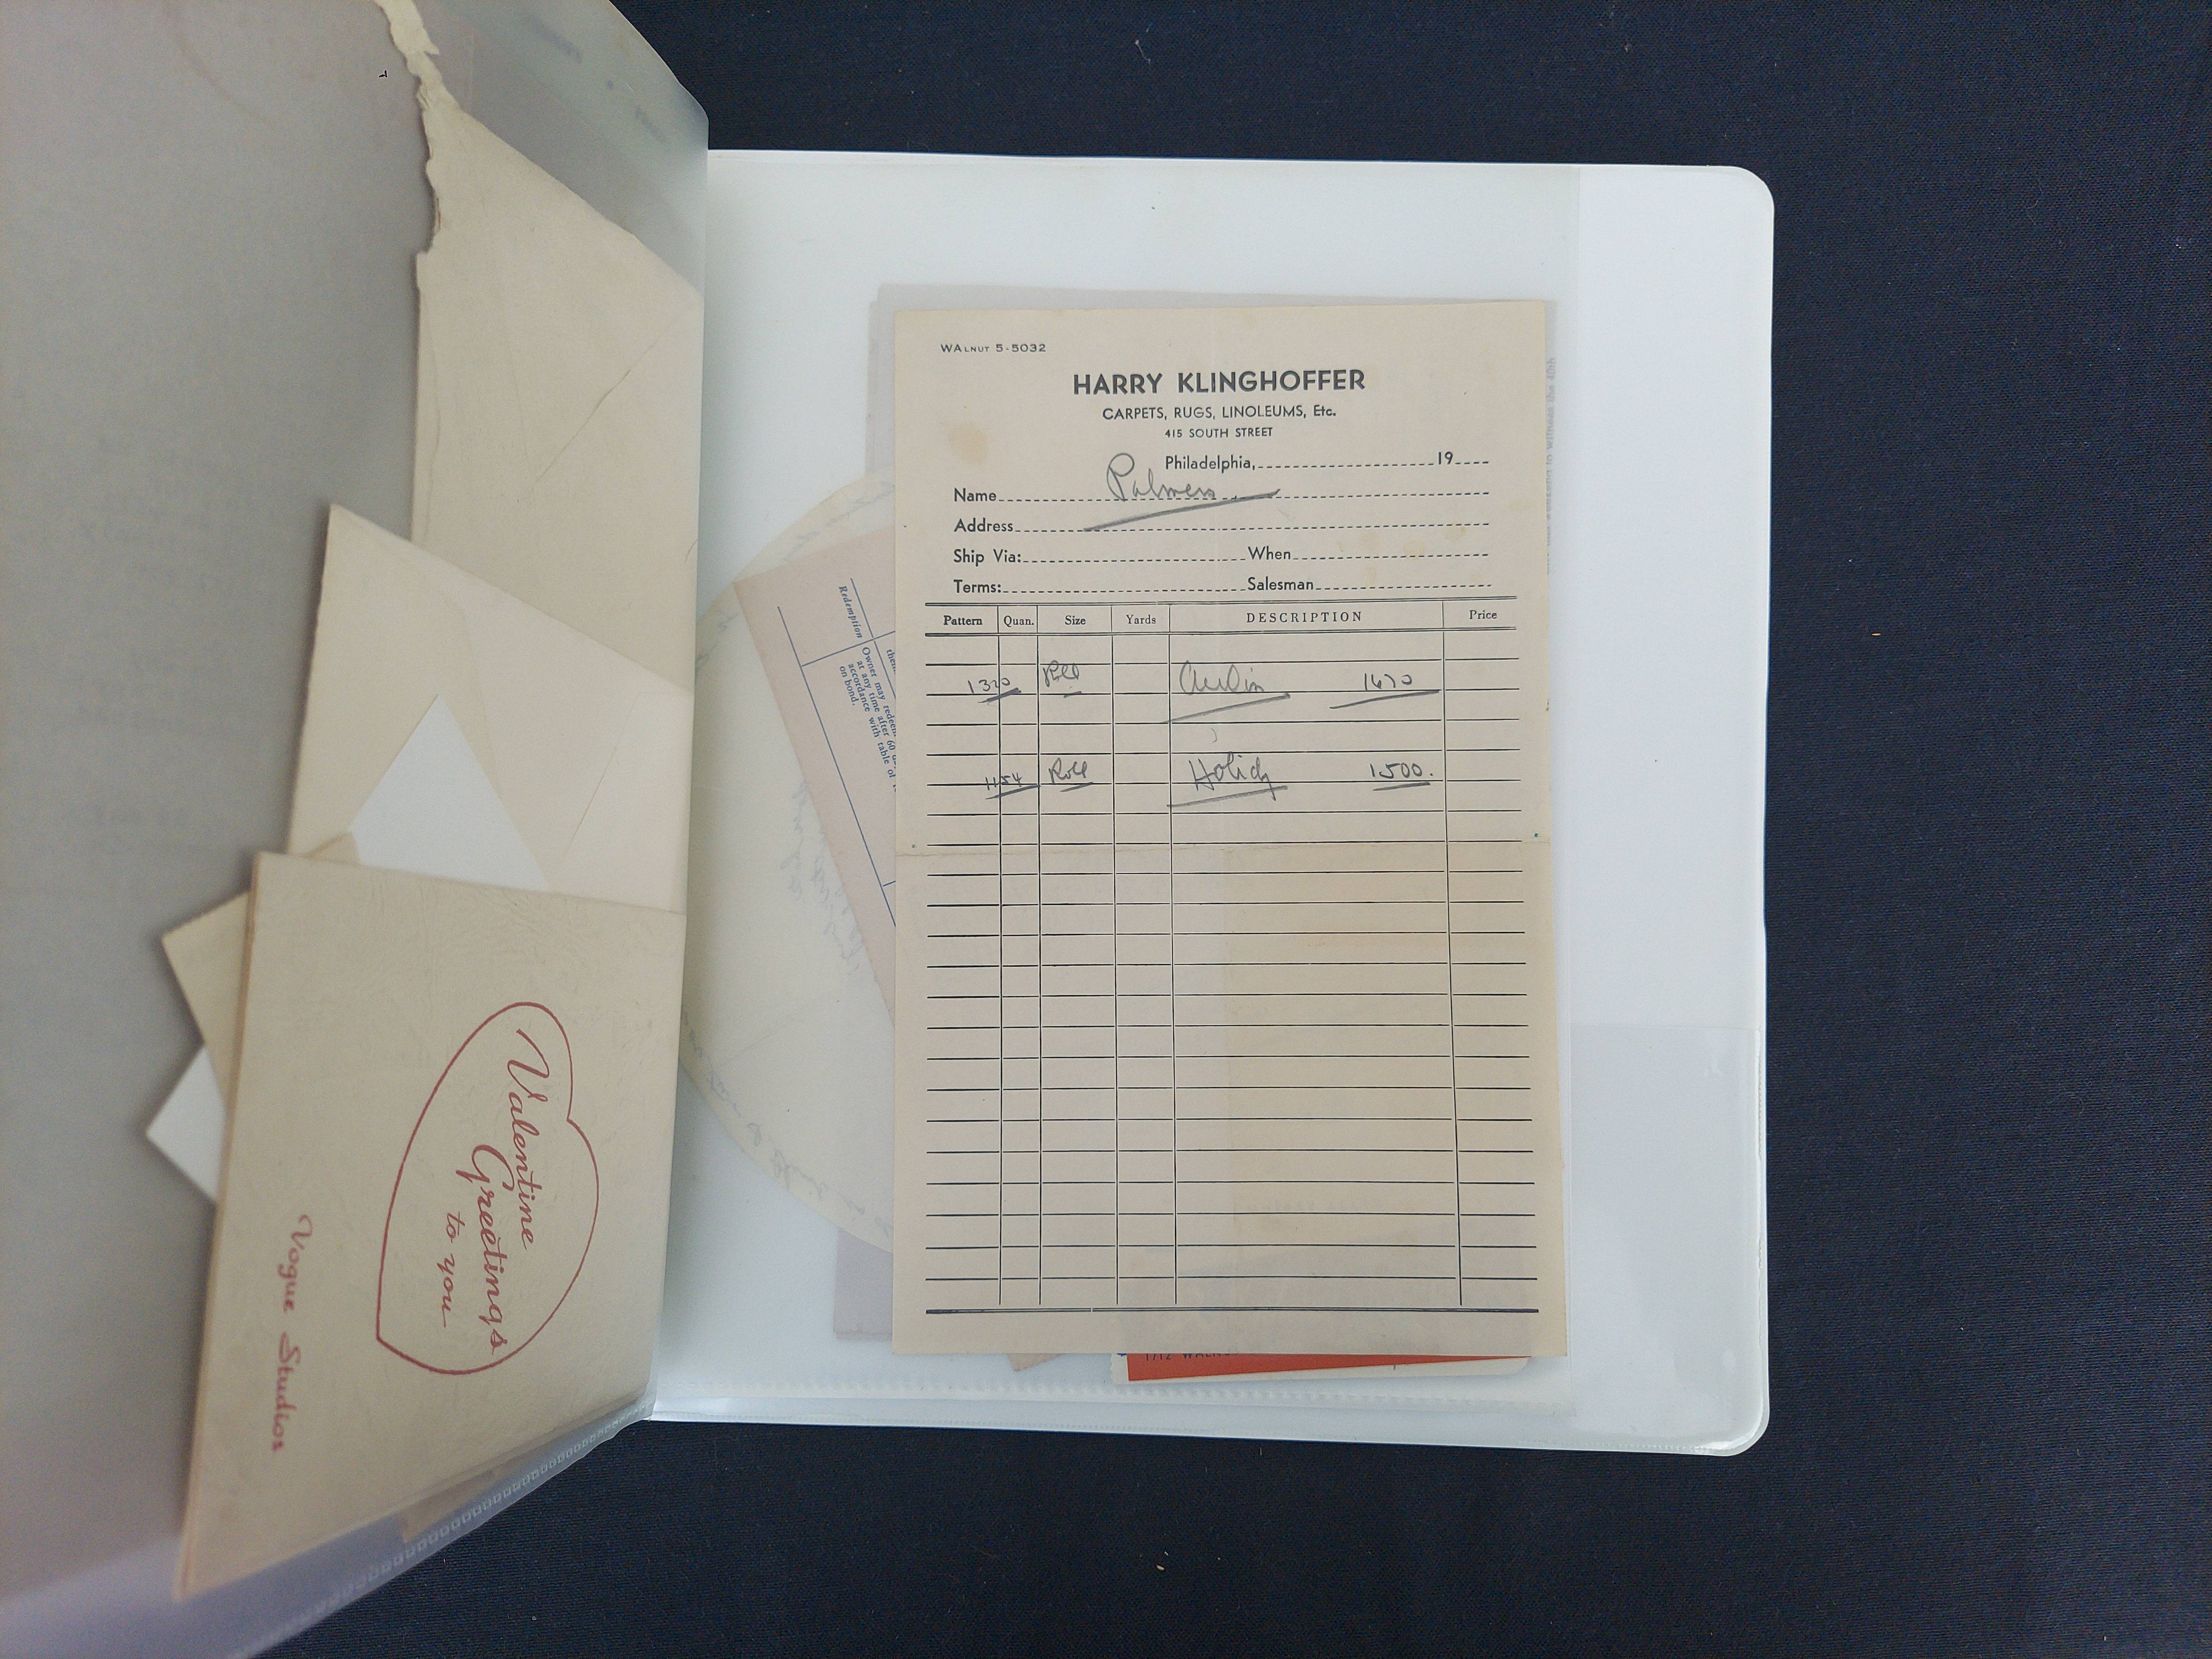 Valentine
Greetings
to you
Vogue Studios
WALNUT 5-5032
HARRY KLINGHOFFER
CARPETS, RUGS, LINOLEUMS, Etc.
415 SOUTH STREET
Philadelphia, 19
Name Palmers
Address
Ship Via: When
Terms: Salesman
Pattern Quan. Size Yards DESCRIPTION Price
1320 Roll 1670
1154 Roll 1500.
Redemption
Owner may redeem
at any time after 60
accordance with table of
on bond.